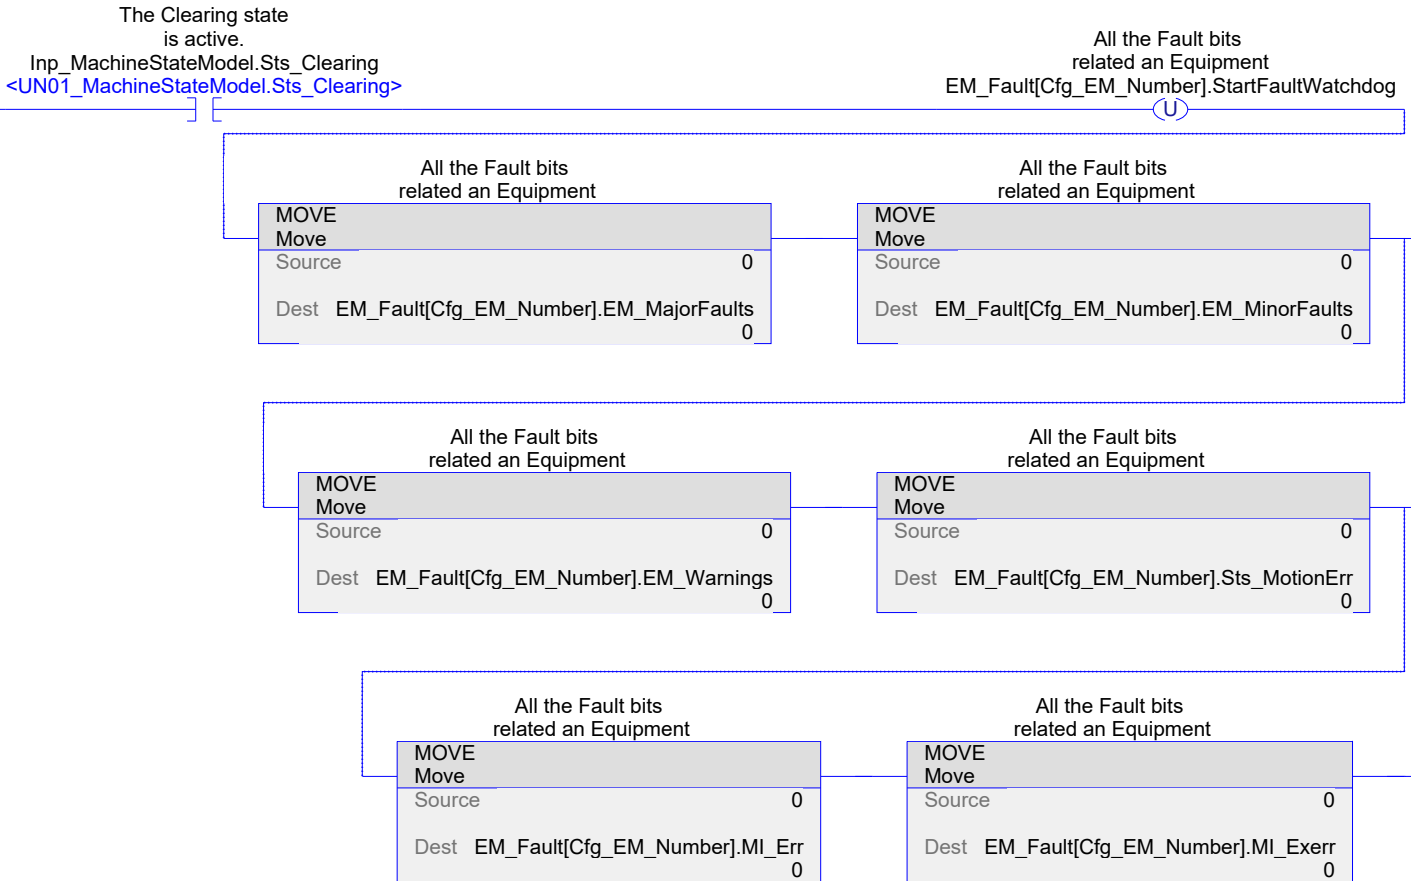 The Clearing state
is active.
Inp_MachineStateModel.Sts_Clearing
<UN01_MachineStateModel.Sts_Clearing>
All the Fault bits
related an Equipment
EM_Fault[Cfg_EM_Number].StartFaultWatchdog
U
All the Fault bits
related an Equipment
MOVE
Move
Source 0
Dest EM_Fault[Cfg_EM_Number].EM_MajorFaults
0
All the Fault bits
related an Equipment
MOVE
Move
Source 0
Dest EM_Fault[Cfg_EM_Number].EM_MinorFaults
0
All the Fault bits
related an Equipment
MOVE
Move
Source 0
Dest EM_Fault[Cfg_EM_Number].EM_Warnings
0
All the Fault bits
related an Equipment
MOVE
Move
Source 0
Dest EM_Fault[Cfg_EM_Number].Sts_MotionErr
0
All the Fault bits
related an Equipment
MOVE
Move
Source 0
Dest EM_Fault[Cfg_EM_Number].MI_Err
0
All the Fault bits
related an Equipment
MOVE
Move
Source 0
Dest EM_Fault[Cfg_EM_Number].MI_Exerr
0